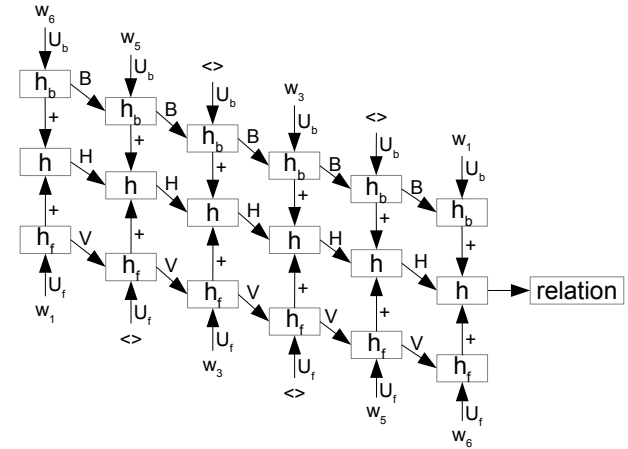 w6
w5
<>
w3
<>
w1
Ub Ub Ub Ub Ub Ub
hb B hb B hb B hb B hb B hb
+ + + + + +
h H h H h H h H h H h relation
+ + + + + +
hf V hf V hf V hf V hf V hf
Uf Uf Uf Uf Uf Uf
w1
<>
w3
<>
w5
w6